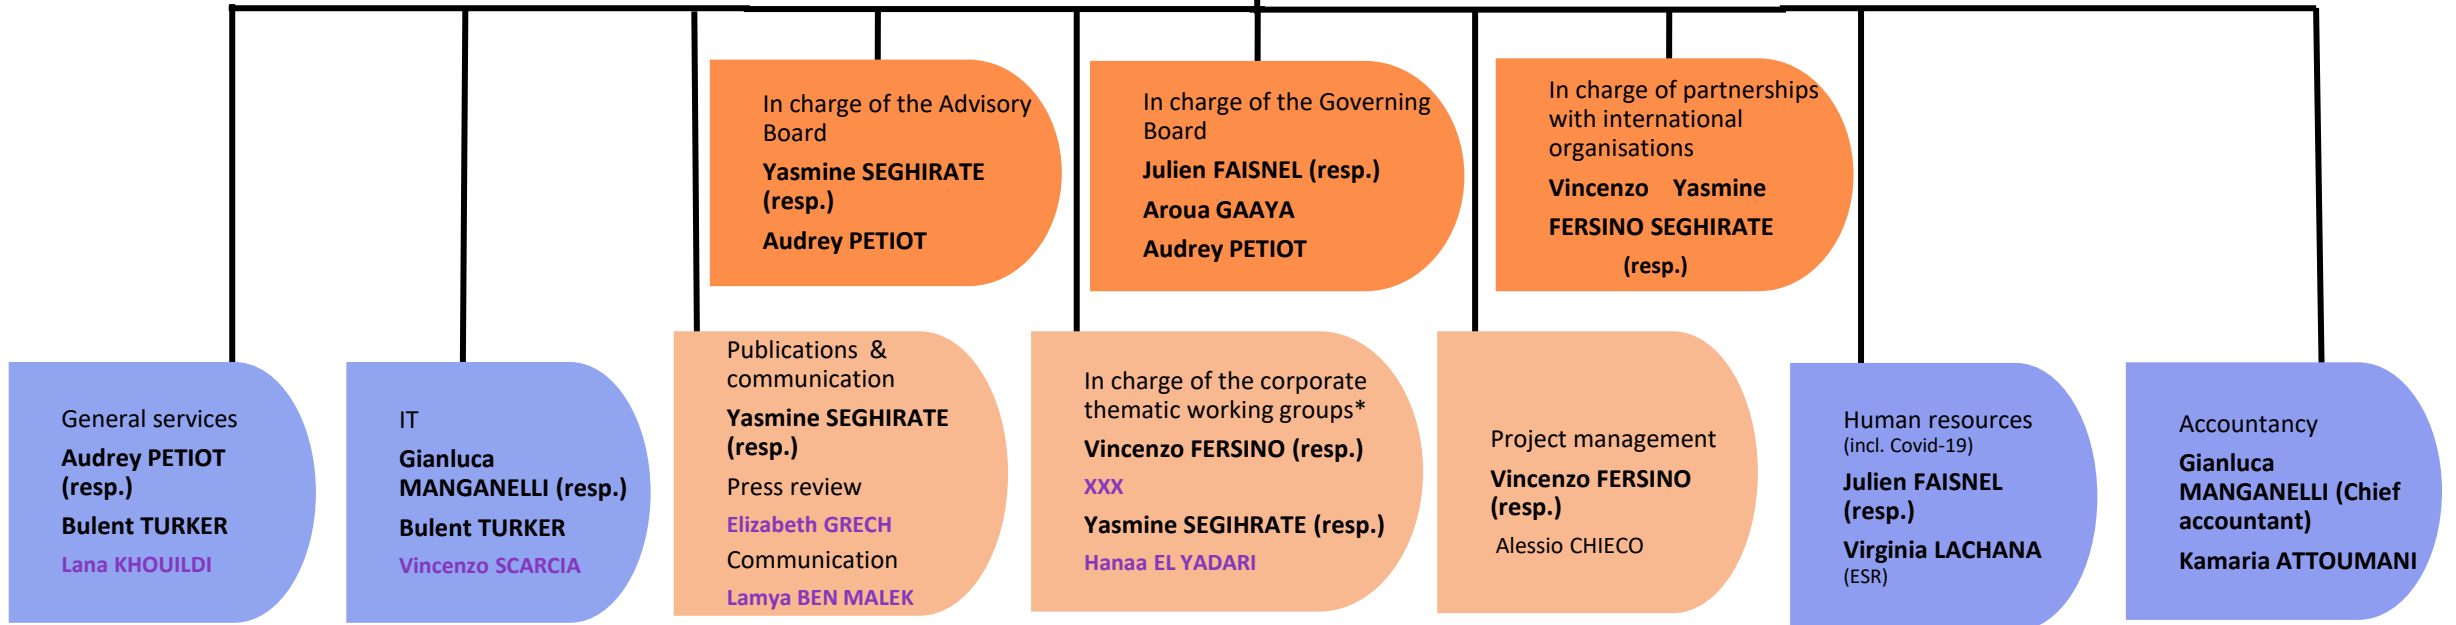 In charge of the Advisory
Board
Yasmine SEGHIRATE
(resp.)
Audrey PETIOT
In charge of the Governing
Board
Julien FAISNEL (resp.)
Aroua GAAYA
Audrey PETIOT
In charge of partnerships
with international
organisations
Vincenzo Yasmine
FERSINO SEGHIRATE
(resp.)
General services
Audrey PETIOT
(resp.)
Bulent TURKER
Lana KHOUILDI
IT
Gianluca
MANGANELLI (resp.)
Bulent TURKER
Vincenzo SCARCIA
Publications &
communication
Yasmine SEGHIRATE
(resp.)
Press review
Elizabeth GRECH
Communication
Lamya BEN MALEK
In charge of the corporate
thematic working groups*
Vincenzo FERSINO (resp.)
XXX
Yasmine SEGIHRATE (resp.)
Hanaa EL YADARI
Project management
Vincenzo FERSINO
(resp.)
Alessio CHIECO
Human resources
(incl. Covid-19)
Julien FAISNEL
(resp.)
Virginia LACHANA
(ESR)
Accountancy
Gianluca
MANGANELLI (Chief
accountant)
Kamaria ATTOUMANI